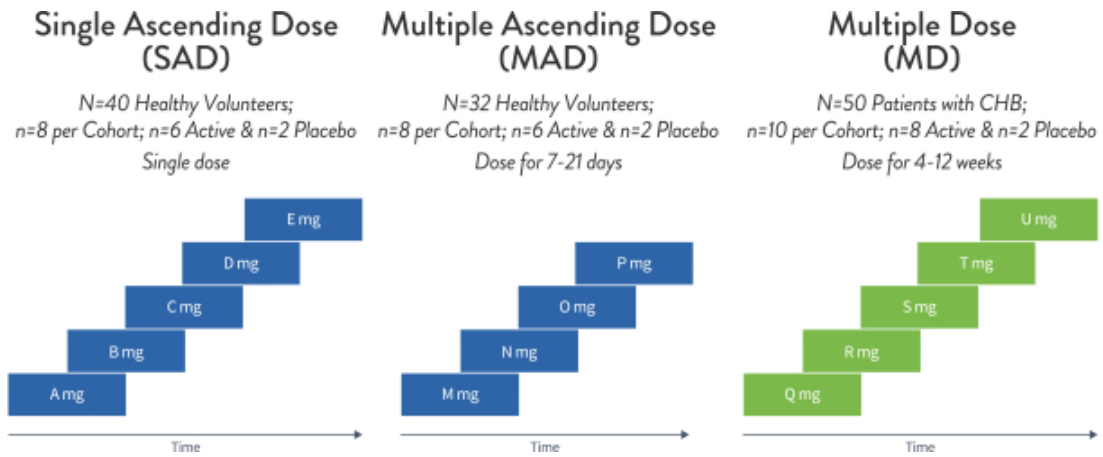 Single Ascending Dose
(SAD)
N=40 Healthy Volunteers;
n=8 per Cohort; n=6 Active & n=2 Placebo
Single dose
E mg
D mg
C mg
B mg
A mg
Time
Multiple Ascending Dose
(MAD)
N=32 Healthy Volunteers;
n=8 per Cohort; n=6 Active & n=2 Placebo
Dose for 7-21 days
P mg
O mg
N mg
M mg
Time
Multiple Dose
(MD)
N=50 Patients with CHB;
n=10 per Cohort; n=8 Active & n=2 Placebo
Dose for 4-12 weeks
U mg
T mg
S mg
R mg
Q mg
Time